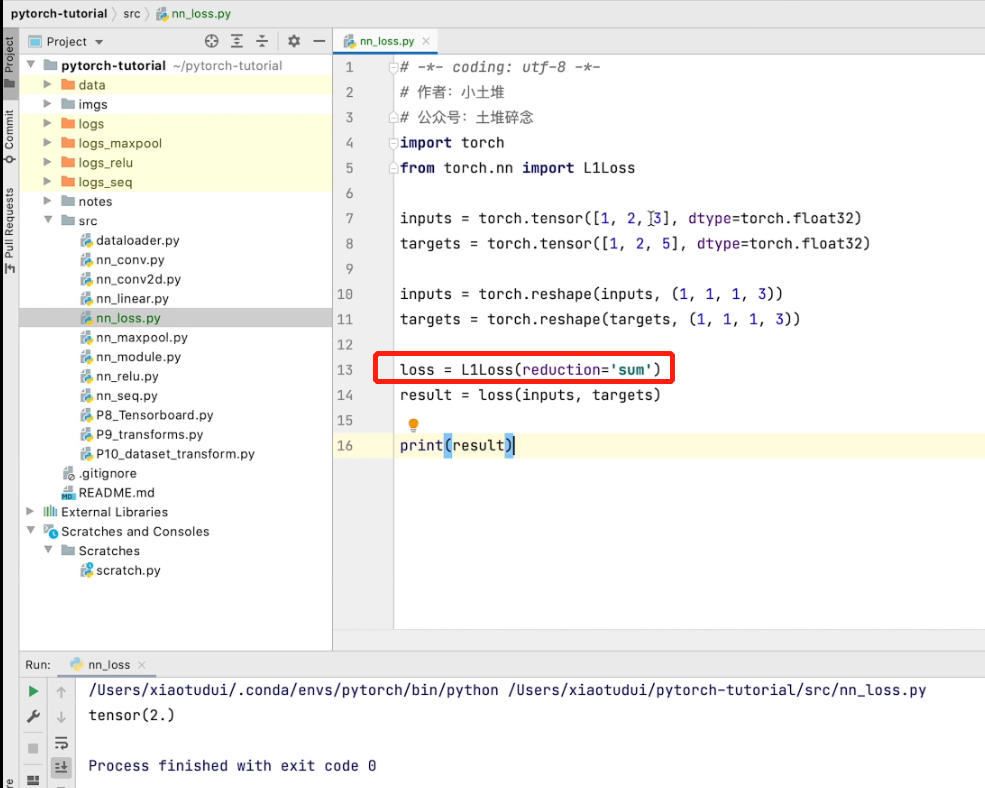 pytorch-tutorial src nn_loss.py
Project
Project
Commit
Pull Requests
pytorch-tutorial ~/pytorch-tutorial
data
imgs
logs
logs_maxpool
logs_relu
logs_seq
notes
src
dataloader.py
nn_conv.py
nn_conv2d.py
nn_linear.py
nn_loss.py
nn_maxpool.py
nn_module.py
nn_relu.py
nn_seq.py
P8_Tensorboard.py
P9_transforms.py
P10_dataset_transform.py
.gitignore
README.md
External Libraries
Scratches and Consoles
Scratches
scratch.py
nn_loss.py
1 # -*- coding: utf-8 -*-
2 # 作者：小土堆
3 # 公众号：土堆碎念
4 import torch
5 from torch.nn import L1Loss
6
7 inputs = torch.tensor([1, 2, 3], dtype=torch.float32)
8 targets = torch.tensor([1, 2, 5], dtype=torch.float32)
9
10 inputs = torch.reshape(inputs, (1, 1, 1, 3))
11 targets = torch.reshape(targets, (1, 1, 1, 3))
12
13 loss = L1Loss(reduction='sum')
14 result = loss(inputs, targets)
15
16 print(result)
Run: nn_loss
/Users/xiaotudui/.conda/envs/pytorch/bin/python /Users/xiaotudui/pytorch-tutorial/src/nn_loss.py
tensor(2.)
Process finished with exit code 0